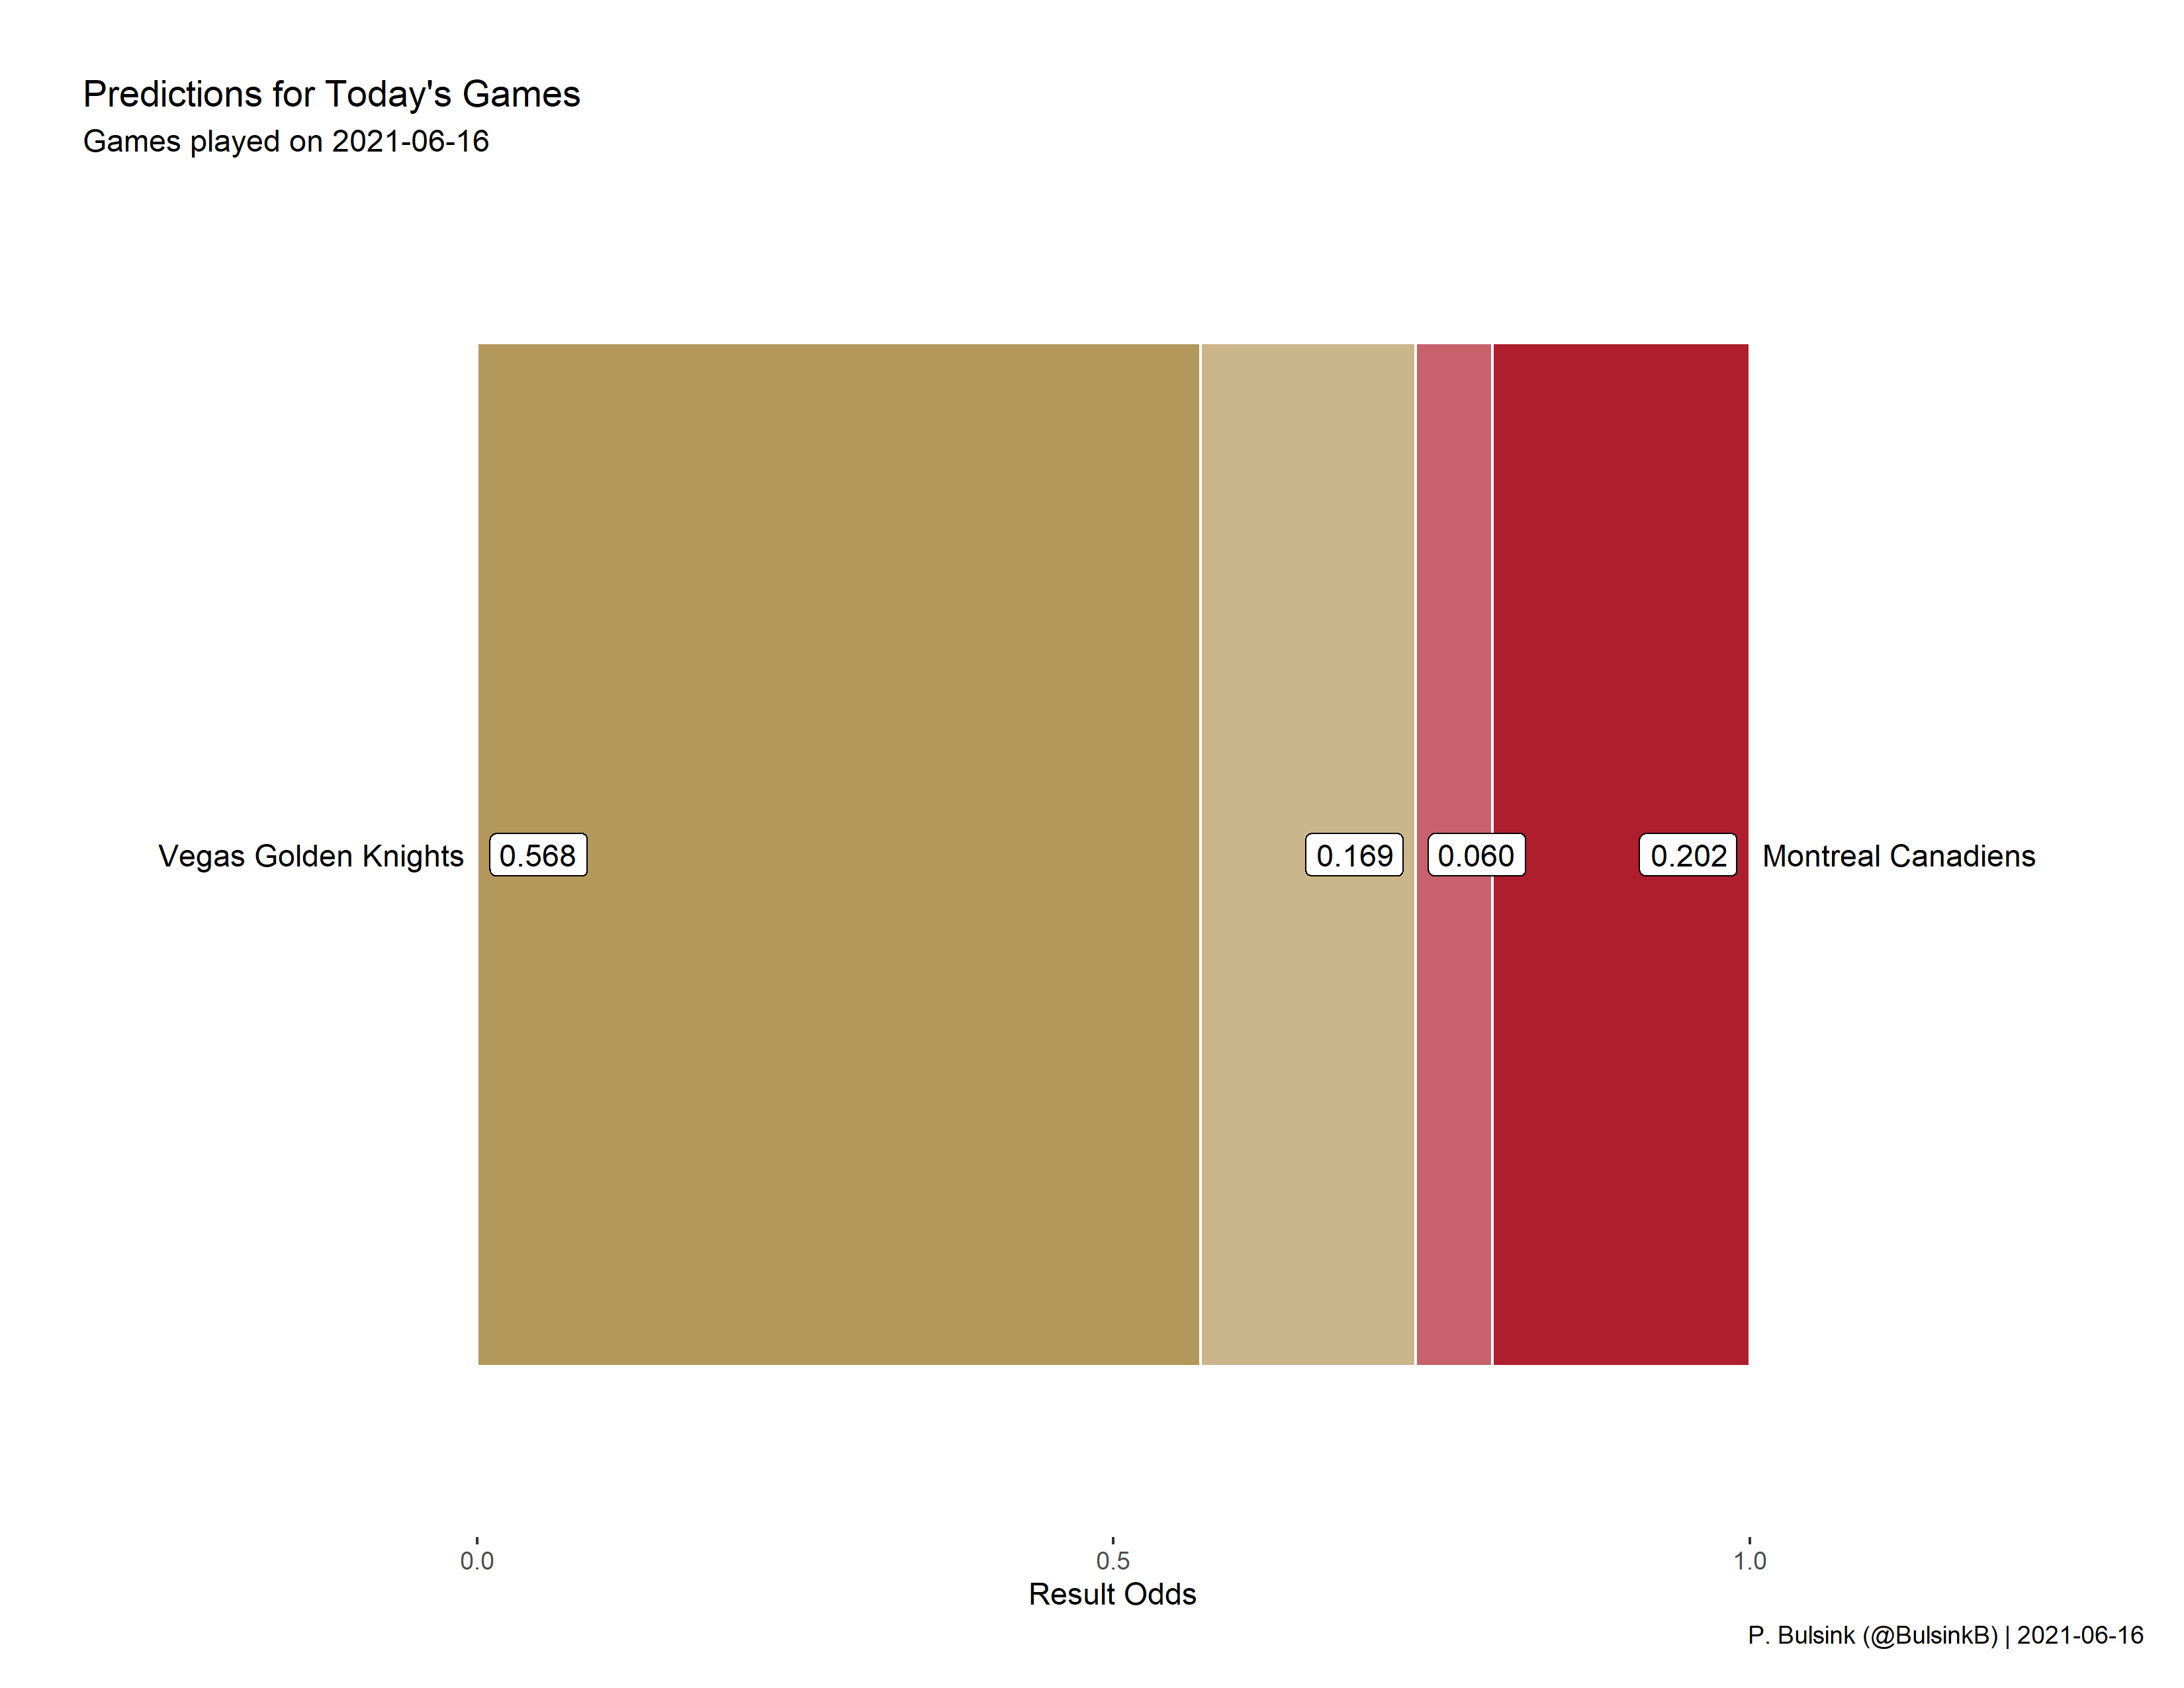 Predictions for Today's Games
Games played on 2021-06-16
Vegas Golden Knights 0.568 0.169 0.060 0.202 Montreal Canadiens
0.0 0.5 1.0
Result Odds
P. Bulsink (@BulsinkB) | 2021-06-16